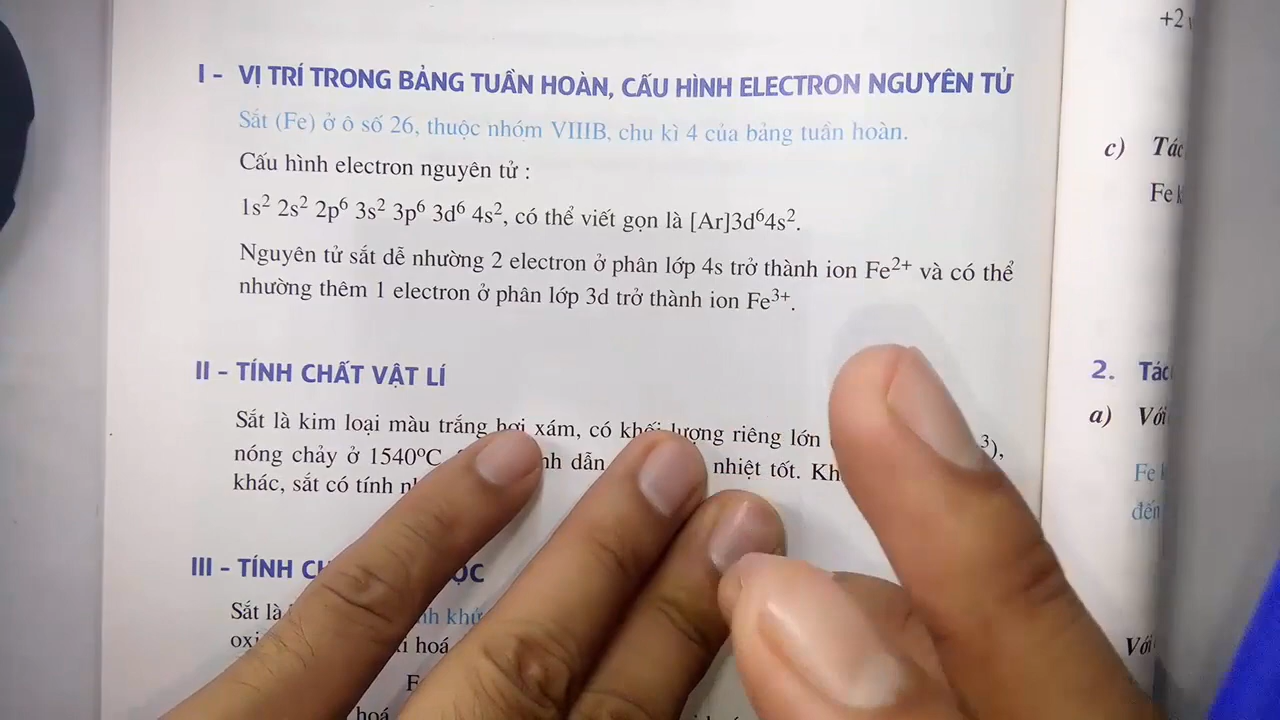 I - VỊ TRÍ TRONG BẢNG TUẦN HOÀN, CẤU HÌNH ELECTRON NGUYÊN TỬ
Sắt (Fe) ở ô số 26, thuộc nhóm VIIIB, chu kì 4 của bảng tuần hoàn.
Cấu hình electron nguyên tử :
1s² 2s² 2p⁶ 3s² 3p⁶ 3d⁶ 4s², có thể viết gọn là [Ar]3d⁶4s².
Nguyên tử sắt dễ nhường 2 electron ở phân lớp 4s trở thành ion Fe²⁺ và có thể
nhường thêm 1 electron ở phân lớp 3d trở thành ion Fe³⁺.
II - TÍNH CHẤT VẬT LÍ
Sắt là kim loại màu trắng hơi xám, có khối lượng riêng lớn ³),
nóng chảy ở 1540°C dẫn nhiệt tốt.
khác, sắt có tính
III - TÍNH
Sắt là khử
hoá
hoá
+2
c) Tác
Fe
2. Tác
a) Với
Fe
đến
Với